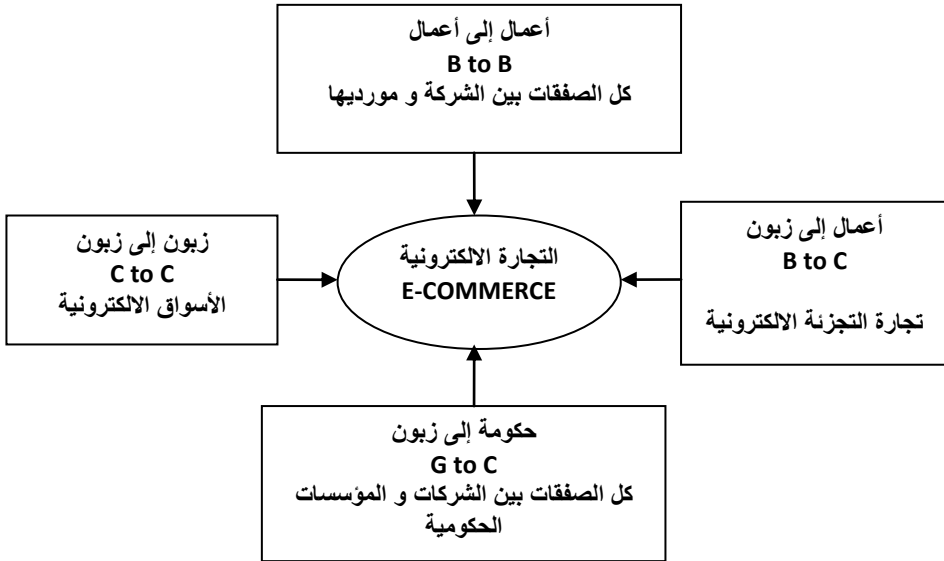 أعمال إلى أعمال
B to B
كل الصفقات بين الشركة و مورديها
أعمال إلى زبون
B to C
تجارة التجزئة الالكترونية
التجارة الالكترونية
E-COMMERCE
زبون إلى زبون
C to C
الأسواق الالكترونية
حكومة إلى زبون
G to C
كل الصفقات بين الشركات و المؤسسات
الحكومية